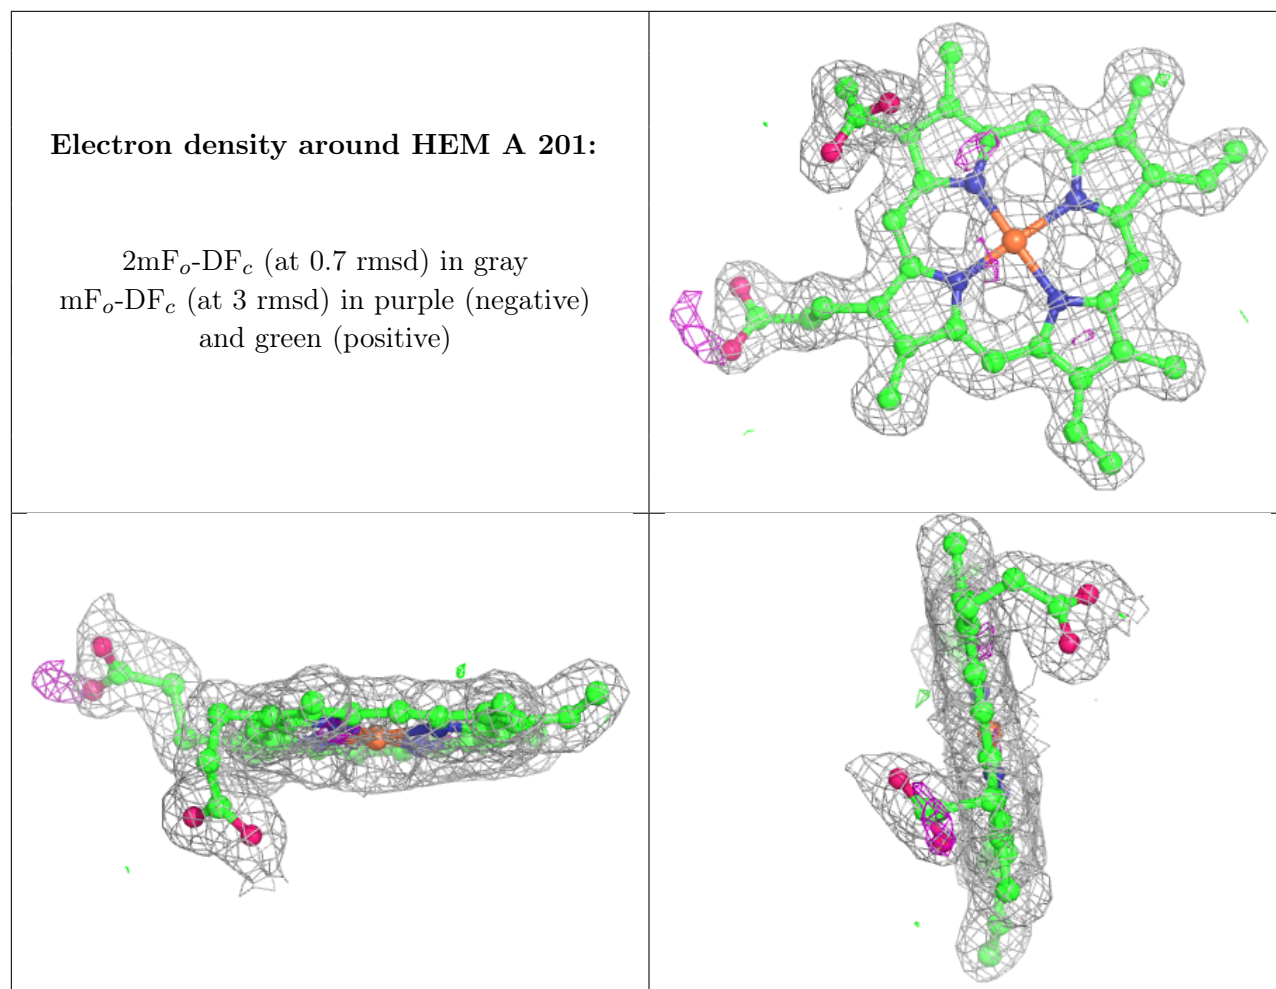 Electron density around HEM A 201:
2mFo-DFc (at 0.7 rmsd) in gray
mFo-DFc (at 3 rmsd) in purple (negative)
and green (positive)